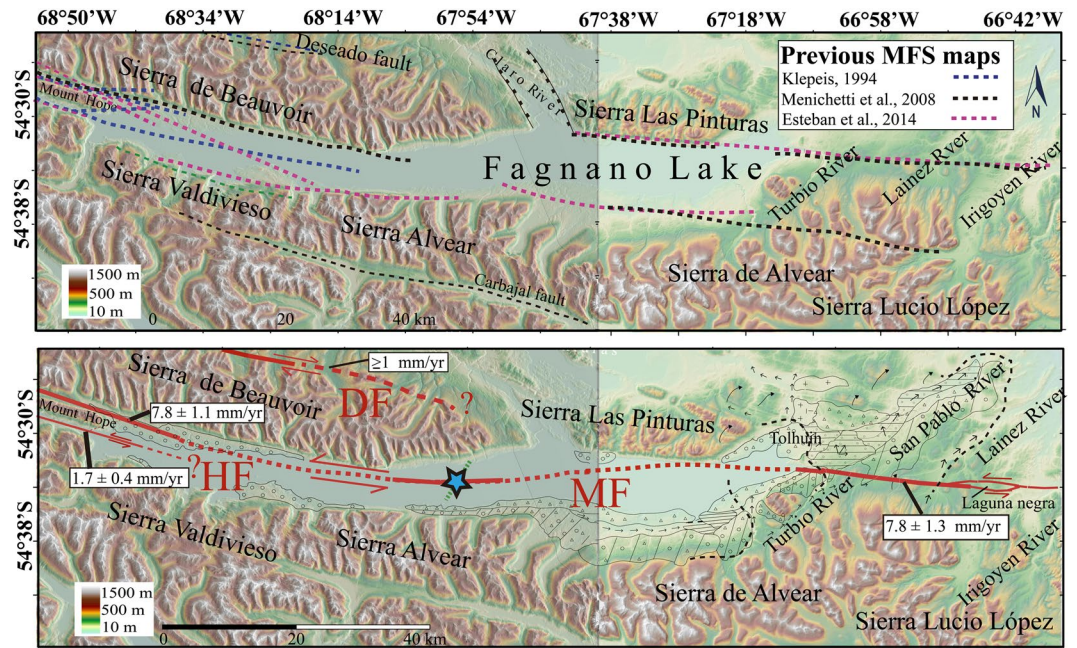 68°50'W 68°34'W 68°14'W 67°54'W 67°38'W 67°18'W 66°58'W 66°42'W
Deseado fault
Claro River
Previous MFS maps
Klepeis, 1994
Menichetti et al., 2008
Esteban et al., 2014
N
54°30'S
Sierra de Beauvoir
Mount Hope
Sierra Las Pinturas
Fagnano Lake
Turbio River
Lainez Rver
Irigoyen River
54°38'S
Sierra Valdivieso
Sierra Alvear
Sierra de Alvear
Carbajal fault
Sierra Lucio López
1500 m
500 m
10 m
0 20 40 km
≥1 mm/yr
Sierra de Beauvoir
DF ?
54°30'S
Mount Hope
7.8 ± 1.1 mm/yr
Sierra Las Pinturas
Tolhuin
San Pablo River
Lainez River
?HF
1.7 ± 0.4 mm/yr
MF
Laguna negra
7.8 ± 1.3 mm/yr
54°38'S
Sierra Valdivieso
Sierra Alvear
Turbio River
Irigoyen River
Sierra de Alvear
Sierra Lucio López
1500 m
500 m
10 m
0 20 40 km